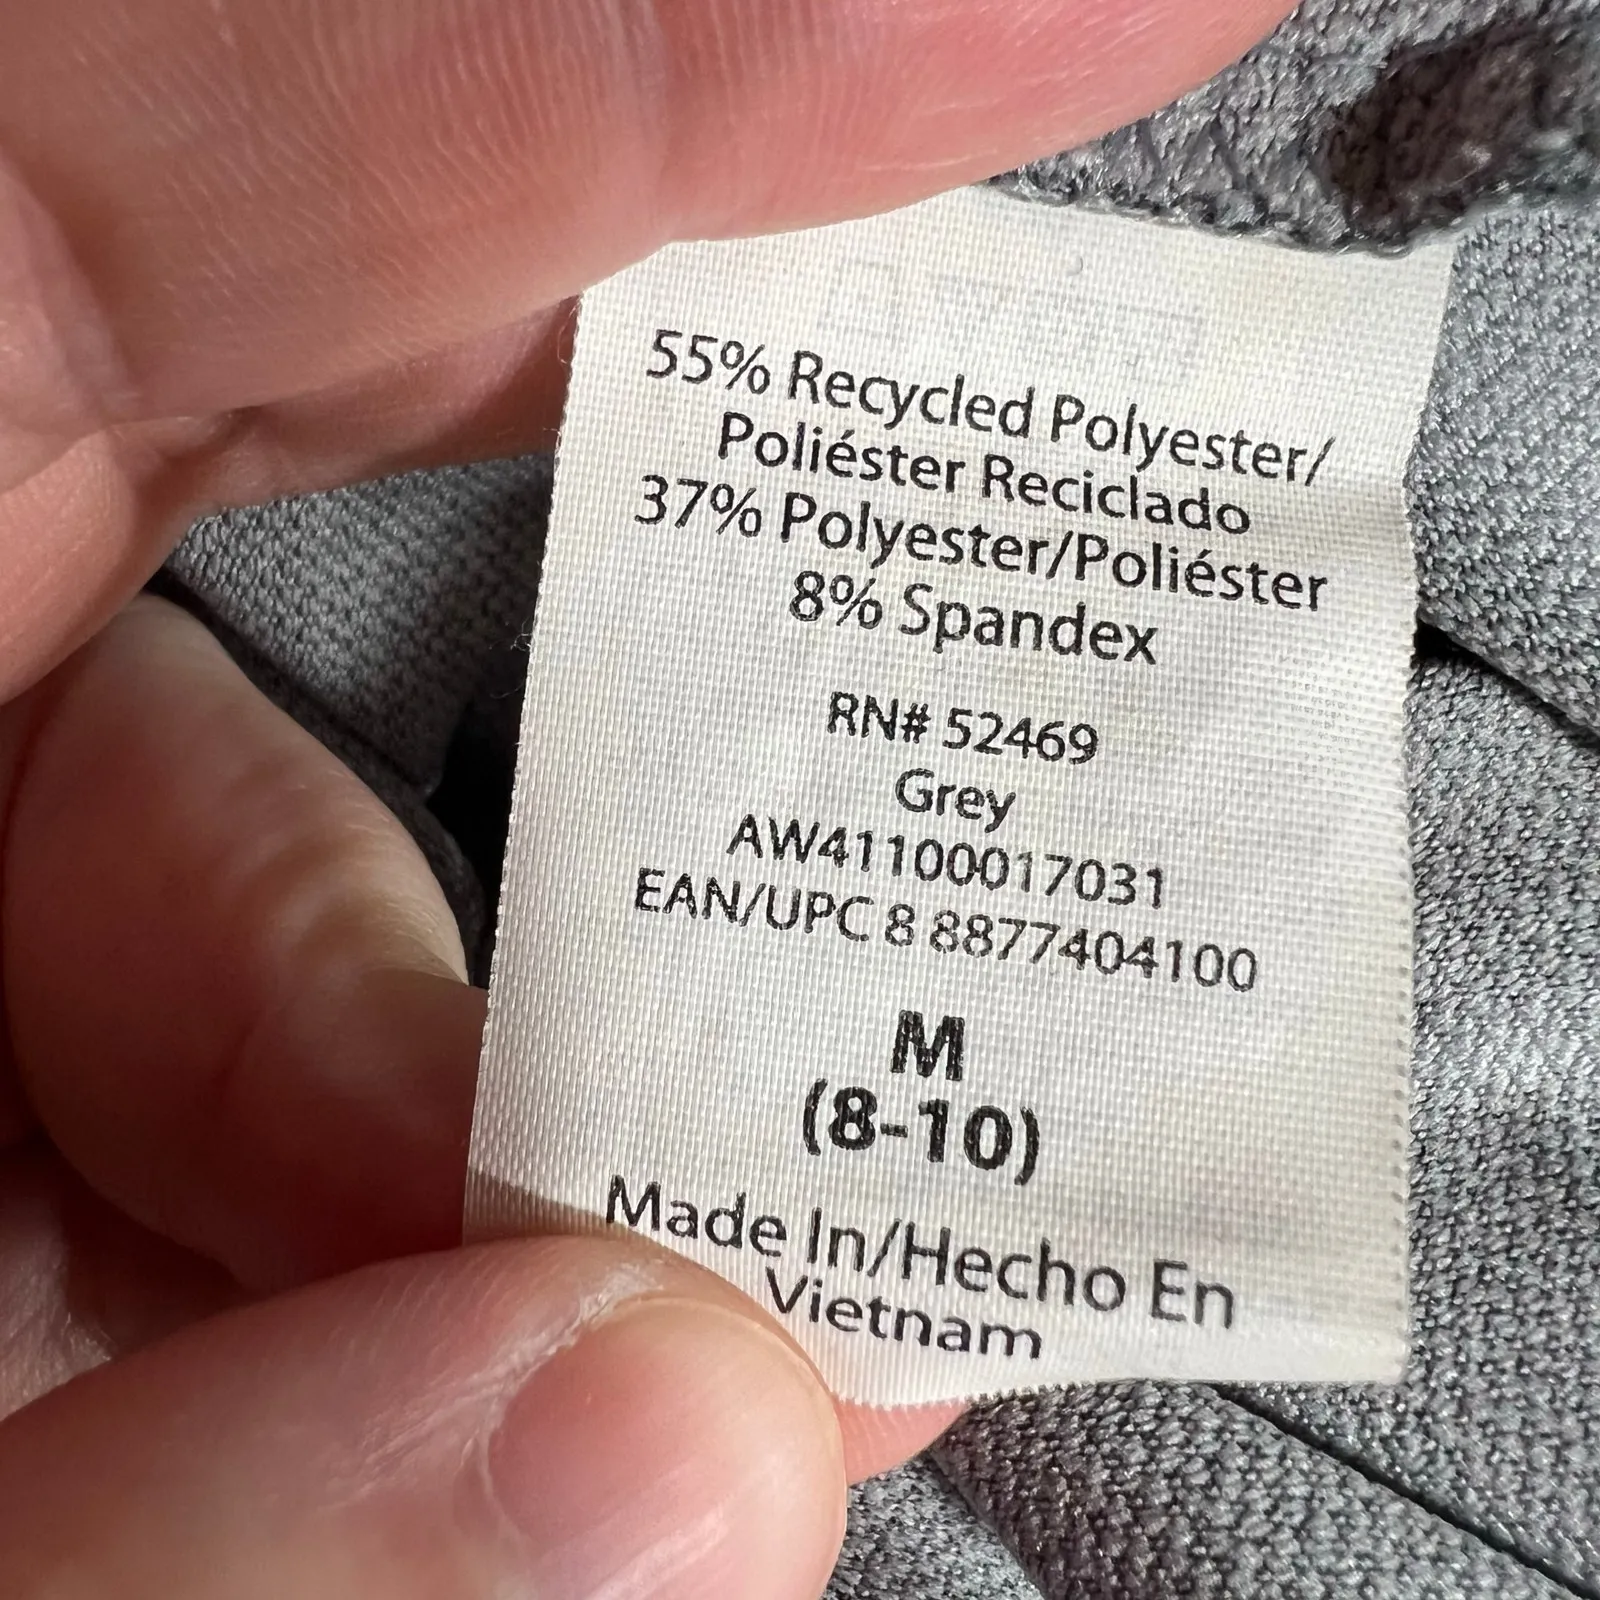 55% Recycled Polyester/
Poliéster Reciclado
37% Polyester/Poliéster
8% Spandex
RN# 52469
Grey
AW41100017031
EAN/UPC 8 8877404100
M
(8-10)
Made In/Hecho En
Vietnam